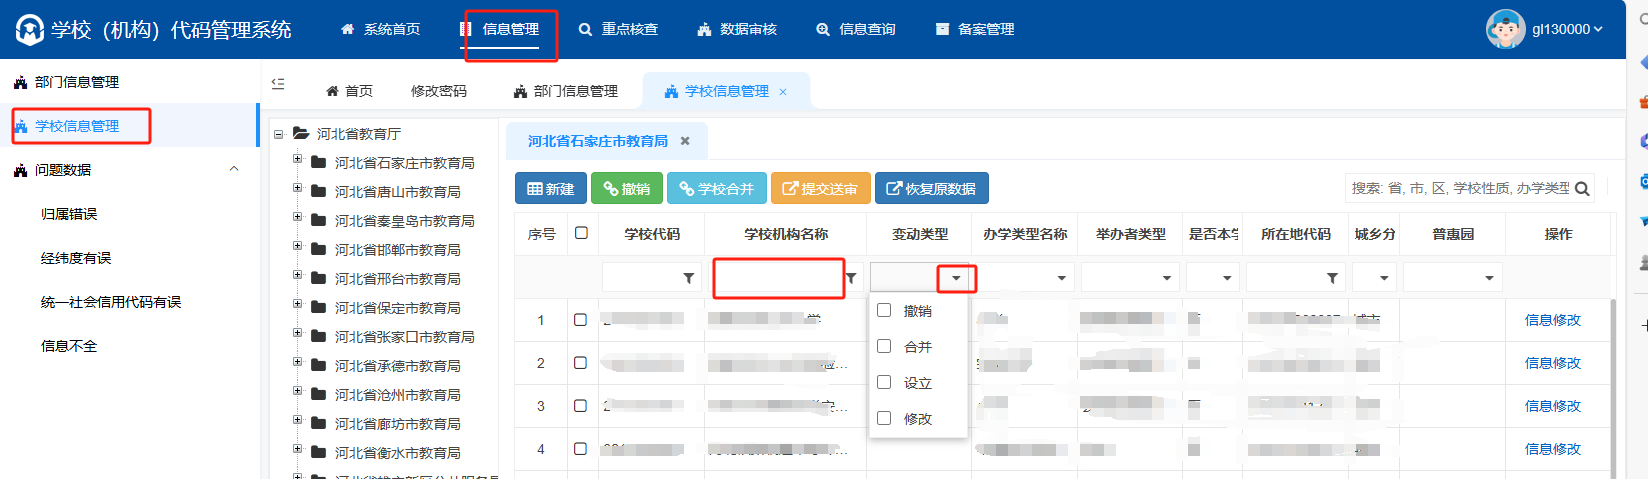 学校（机构）代码管理系统 系统首页 信息管理 重点核查 数据审核 信息查询 备案管理 gl130000
部门信息管理
学校信息管理
问题数据
归属错误
经纬度有误
统一社会信用代码有误
信息不全
首页 修改密码 部门信息管理 学校信息管理 ×
河北省教育厅
河北省石家庄市教育局
河北省唐山市教育局
河北省秦皇岛市教育局
河北省邯郸市教育局
河北省邢台市教育局
河北省保定市教育局
河北省张家口市教育局
河北省承德市教育局
河北省沧州市教育局
河北省廊坊市教育局
河北省衡水市教育局
河北省石家庄市教育局 ×
新建 撤销 学校合并 提交送审 恢复原数据 搜索: 省, 市, 区, 学校性质, 办学类型
序号 学校代码 学校机构名称 变动类型 办学类型名称 举办者类型 是否本学 所在地代码 城乡分 普惠园 操作
撤销
合并
设立
修改
1 信息修改
2 信息修改
3 信息修改
4 信息修改